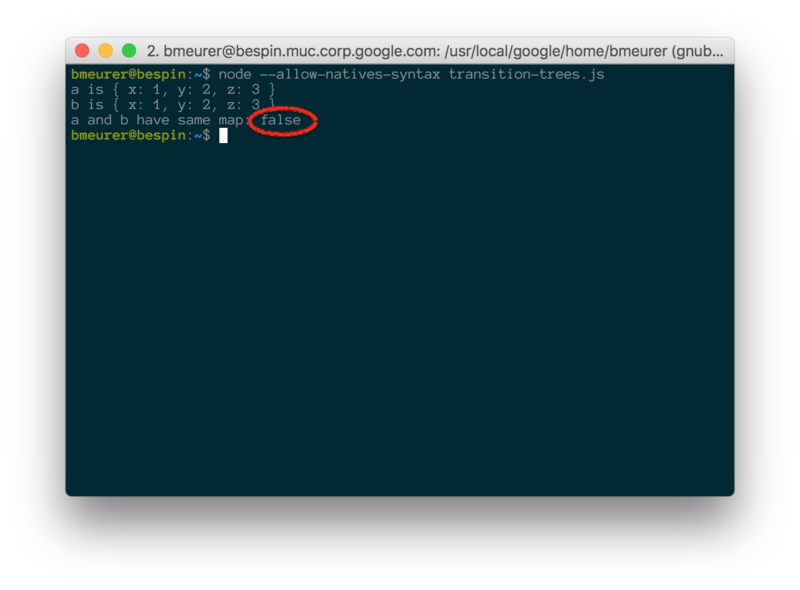 2. bmeurer@bespin.muc.corp.google.com: /usr/local/google/home/bmeurer (gnub...
bmeurer@bespin:~$ node --allow-natives-syntax transition-trees.js
a is { x: 1, y: 2, z: 3 }
b is { x: 1, y: 2, z: 3 }
a and b have same map: false
bmeurer@bespin:~$